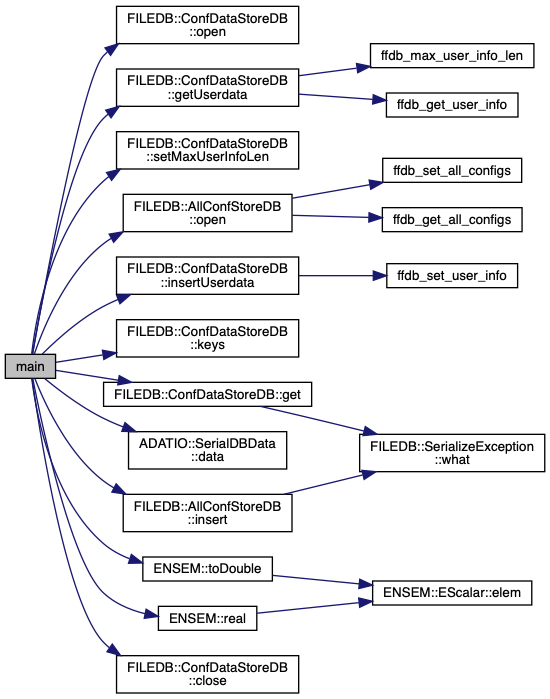 FILEDB::ConfDataStoreDB
::open
ffdb_max_user_info_len
FILEDB::ConfDataStoreDB
::getUserdata
ffdb_get_user_info
FILEDB::ConfDataStoreDB
::setMaxUserInfoLen
ffdb_set_all_configs
FILEDB::AllConfStoreDB
::open
ffdb_get_all_configs
FILEDB::ConfDataStoreDB
::insertUserdata
ffdb_set_user_info
FILEDB::ConfDataStoreDB
::keys
main
FILEDB::ConfDataStoreDB::get
ADATIO::SerialDBData
::data
FILEDB::SerializeException
::what
FILEDB::AllConfStoreDB
::insert
ENSEM::toDouble
ENSEM::EScalar::elem
ENSEM::real
FILEDB::ConfDataStoreDB
::close